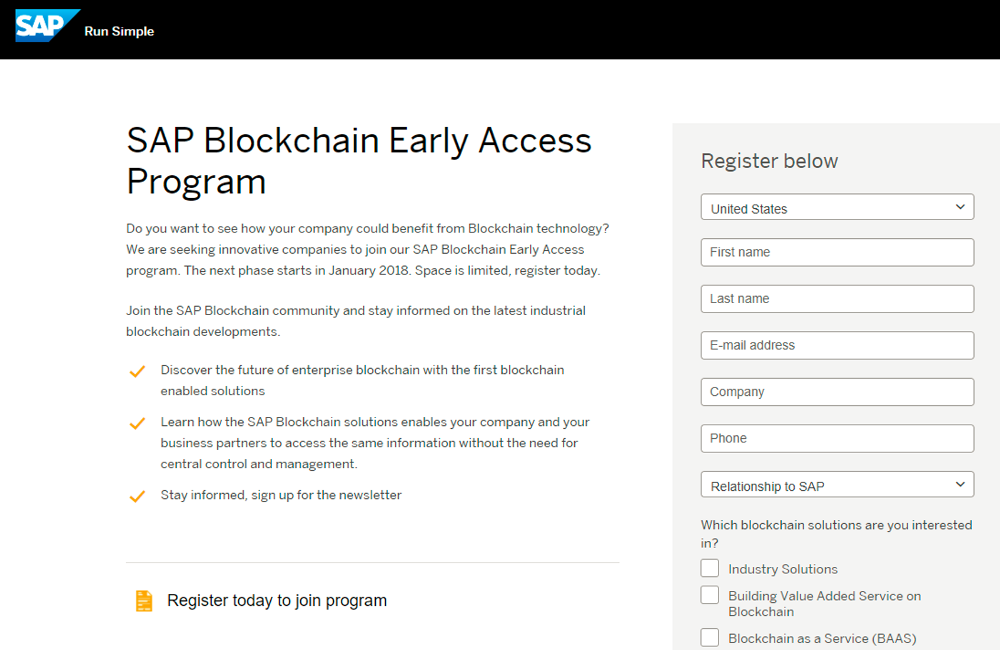 SAP
Run Simple
SAP Blockchain Early Access
Program
Do you want to see how your company could benefit from Blockchain technology?
We are seeking innovative companies to join our SAP Blockchain Early Access
program. The next phase starts in January 2018. Space is limited, register today.
Join the SAP Blockchain community and stay informed on the latest industrial
blockchain developments.
Discover the future of enterprise blockchain with the first blockchain
enabled solutions
Learn how the SAP Blockchain solutions enables your company and your
business partners to access the same information without the need for
central control and management.
Stay informed, sign up for the newsletter
Register today to join program
Register below
United States
First name
Last name
E-mail address
Company
Phone
Relationship to SAP
Which blockchain solutions are you interested
in?
Industry Solutions
Building Value Added Service on
Blockchain
Blockchain as a Service (BAAS)